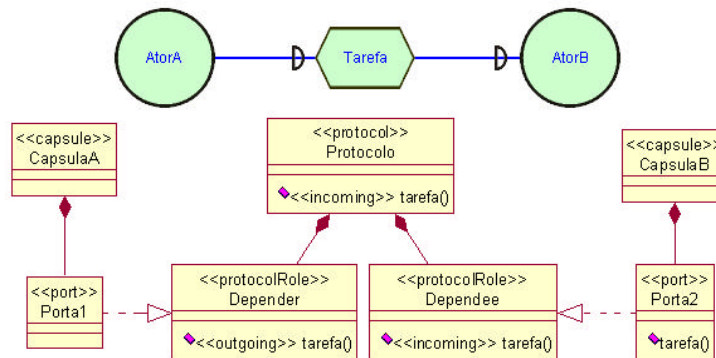 AtorA
Tarefa
AtorB
<<capsule>>
CapsulaA
<<protocol>>
Protocolo
<<incoming>> tarefa()
<<capsule>>
CapsulaB
<<port>>
Porta1
<<protocolRole>>
Depender
<<outgoing>> tarefa()
<<protocolRole>>
Dependee
<<incoming>> tarefa()
<<port>>
Porta2
tarefa()